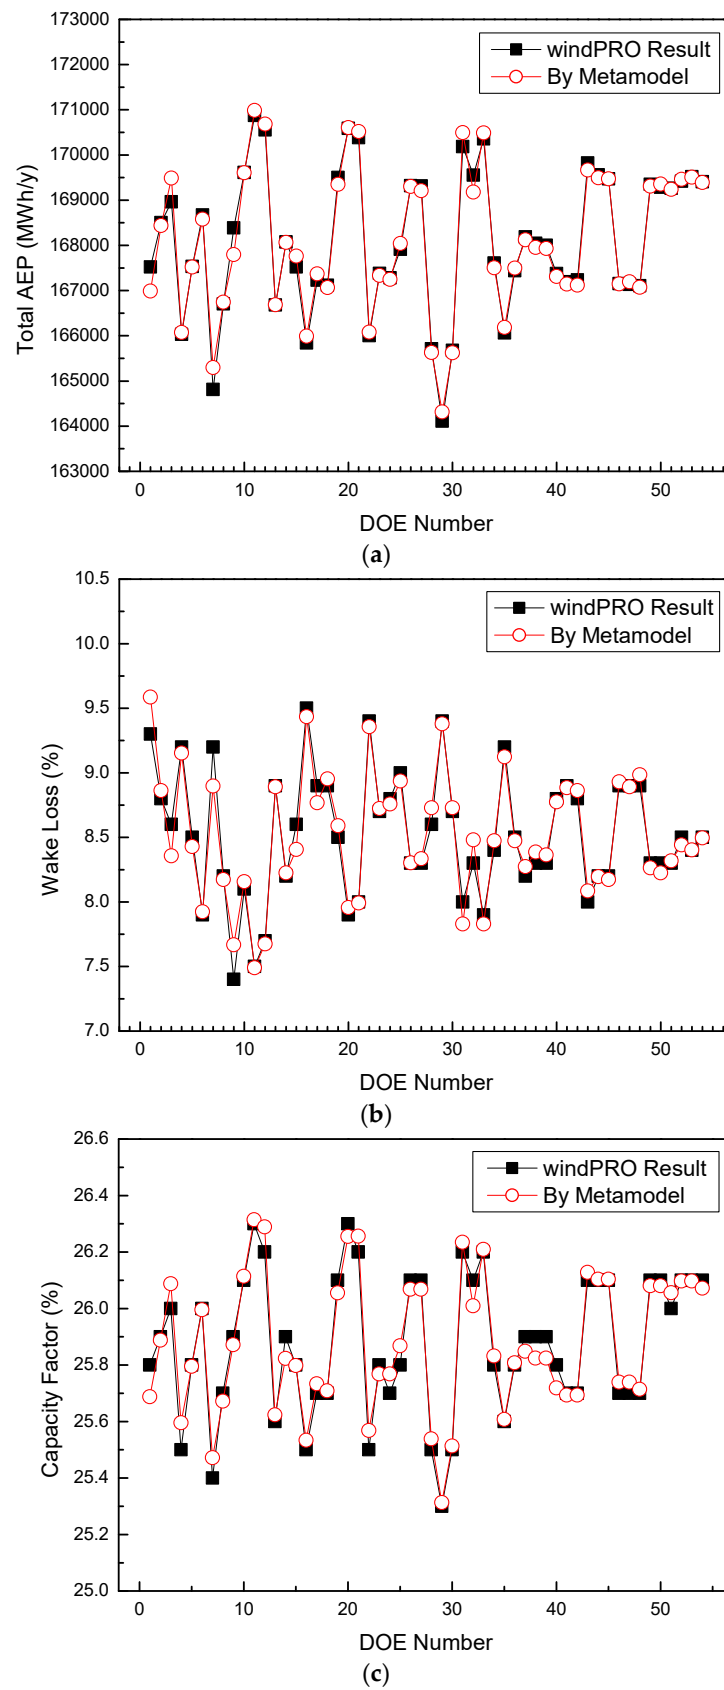 173000
172000
171000
170000
169000
168000
167000
166000
165000
164000
163000
Total AEP (MWh/y)
windPRO Result
By Metamodel
0 10 20 30 40 50
DOE Number
(a)
10.5
10.0
9.5
9.0
8.5
8.0
7.5
7.0
Wake Loss (%)
windPRO Result
By Metamodel
0 10 20 30 40 50
DOE Number
(b)
26.6
26.4
26.2
26.0
25.8
25.6
25.4
25.2
25.0
Capacity Factor (%)
windPRO Result
By Metamodel
0 10 20 30 40 50
DOE Number
(c)